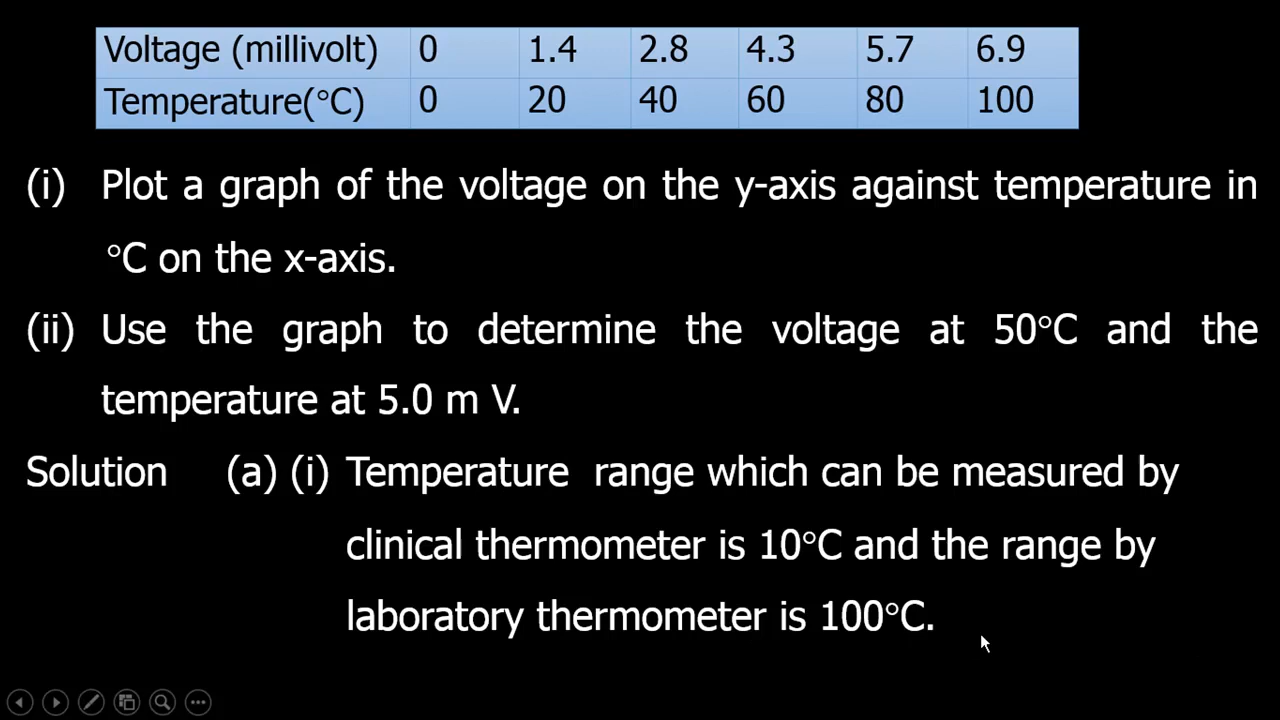 Voltage (millivolt) 0 1.4 2.8 4.3 5.7 6.9
Temperature(°C) 0 20 40 60 80 100
(i) Plot a graph of the voltage on the y-axis against temperature in
°C on the x-axis.
(ii) Use the graph to determine the voltage at 50°C and the
temperature at 5.0 m V.
Solution (a) (i) Temperature range which can be measured by
clinical thermometer is 10°C and the range by
laboratory thermometer is 100°C.